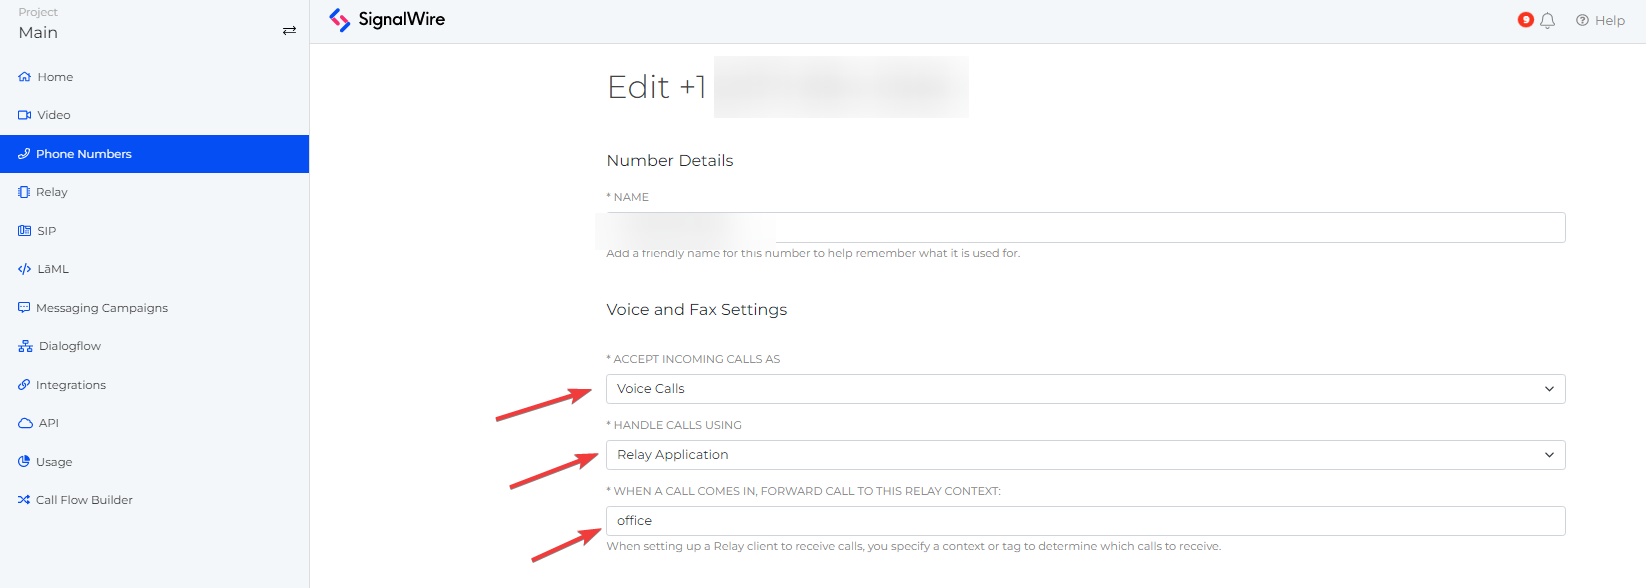 Project
Main
Home
Video
Phone Numbers
Relay
SIP
LāML
Messaging Campaigns
Dialogflow
Integrations
API
Usage
Call Flow Builder
SignalWire
9
Help
Edit +1
Number Details
* NAME
Add a friendly name for this number to help remember what it is used for.
Voice and Fax Settings
* ACCEPT INCOMING CALLS AS
Voice Calls
* HANDLE CALLS USING
Relay Application
* WHEN A CALL COMES IN, FORWARD CALL TO THIS RELAY CONTEXT:
office
When setting up a Relay client to receive calls, you specify a context or tag to determine which calls to receive.